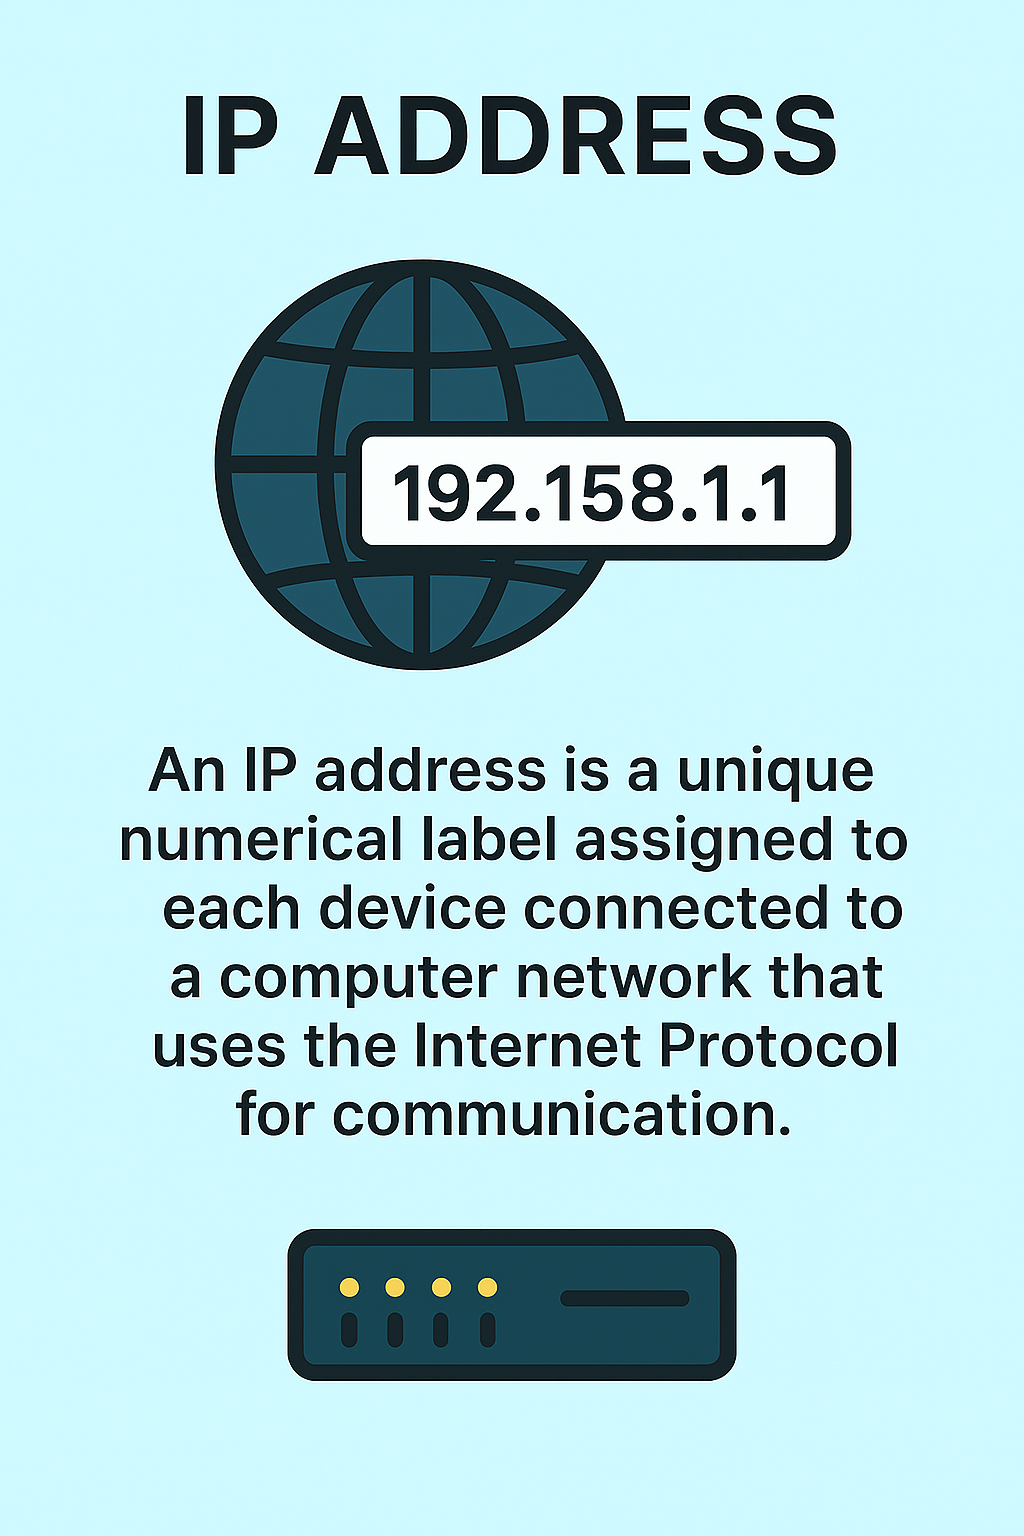 IP ADDRESS
192.158.1.1
An IP address is a unique
numerical label assigned to
each device connected to
a computer network that
uses the Internet Protocol
for communication.